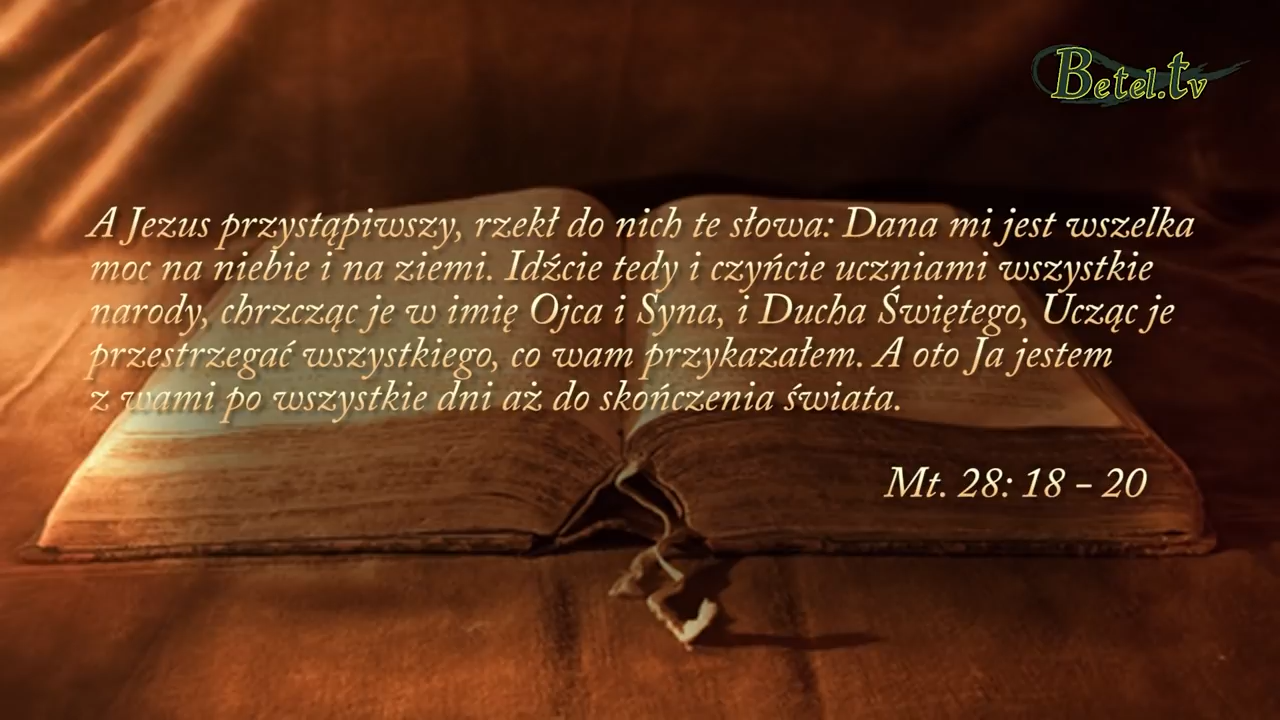 Betel.tv
A Jezus przystąpiwszy, rzekł do nich te słowa: Dana mi jest wszelka
moc na niebie i na ziemi. Idźcie tedy i czyńcie uczniami wszystkie
narody, chrzcząc je w imię Ojca i Syna, i Ducha Świętego, Ucząc je
przestrzegać wszystkiego, co wam przykazałem. A oto Ja jestem
z wami po wszystkie dni aż do skończenia świata.
Mt. 28: 18 – 20